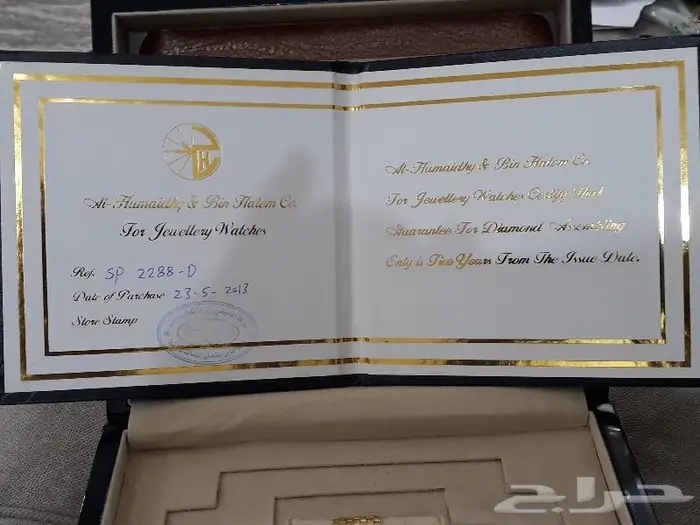 Al-Humaidhy & Bin Hatem Co.
For Jewellery Watches
Ref. SP 2288-D
Date of Purchase 23-5-2013
Store Stamp
Al-Humaidhy & Bin Hatem Co.
For Jewellery Watches Certify That
Guarantee For Diamond Assembling
Only is Two Years From The Issue Date.
حراج